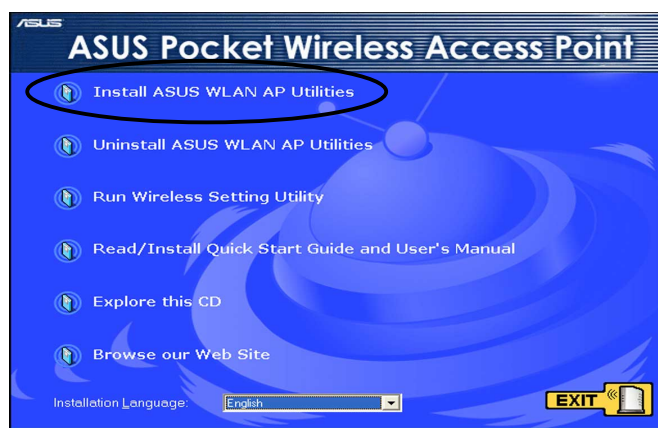 ASUS
ASUS Pocket Wireless Access Point
Install ASUS WLAN AP Utilities
Uninstall ASUS WLAN AP Utilities
Run Wireless Setting Utility
Read/Install Quick Start Guide and User's Manual
Explore this CD
Browse our Web Site
Installation Language: English
EXIT